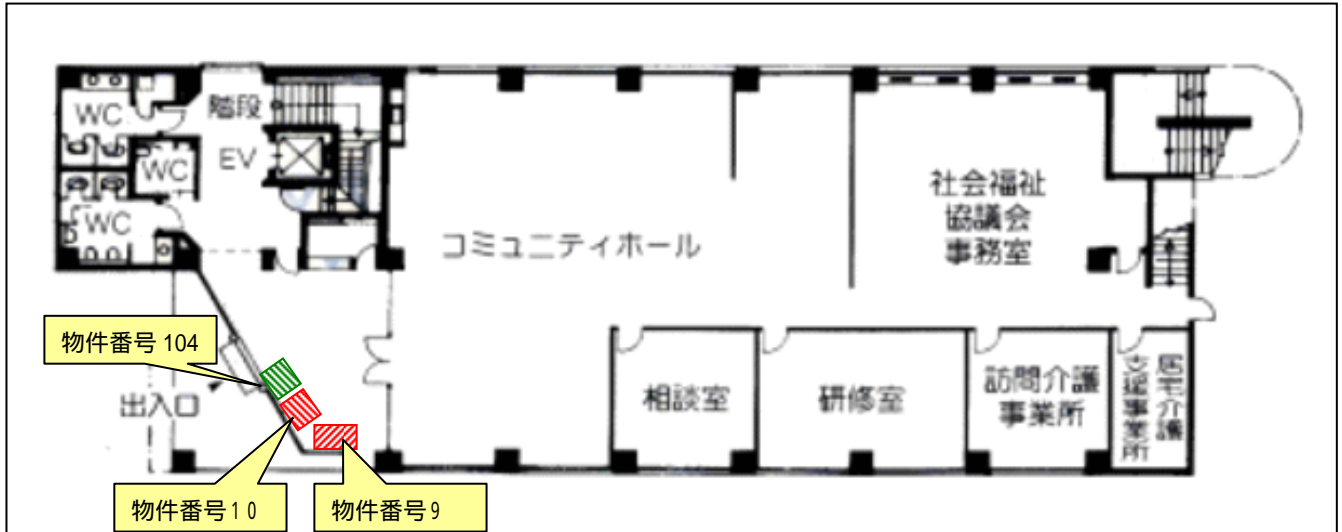 WC
階段
WC
EV
WC
コミュニティホール
社会福祉
協議会
事務室
物件番号 104
出入口
相談室
研修室
訪問介護
事業所
居宅介護
支援事業所
物件番号10
物件番号9